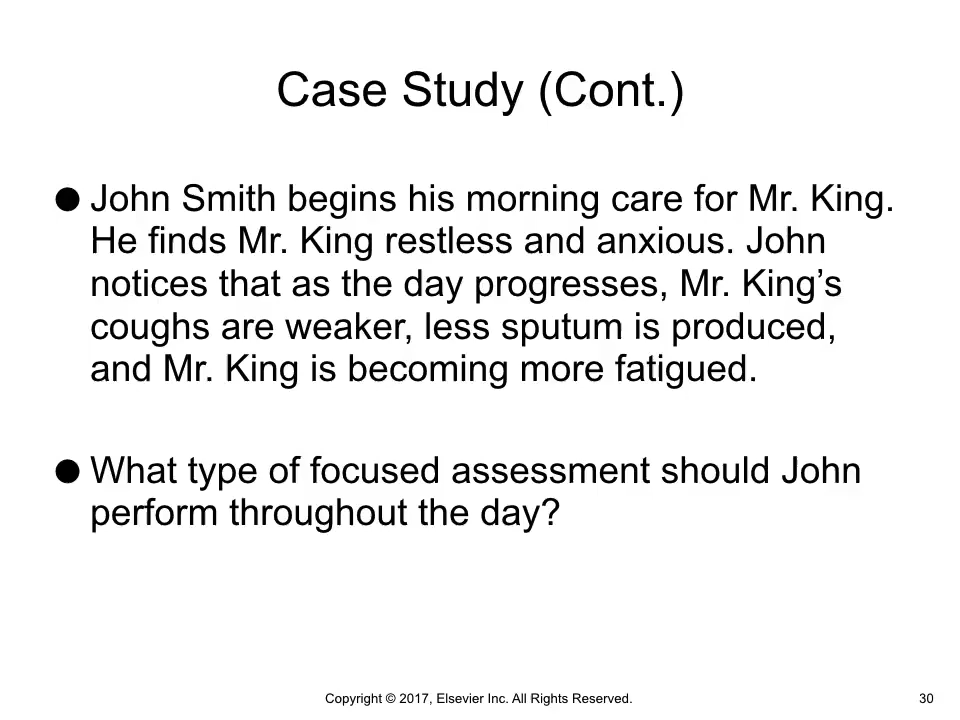 Case Study (Cont.)
● John Smith begins his morning care for Mr. King.
He finds Mr. King restless and anxious. John
notices that as the day progresses, Mr. King’s
coughs are weaker, less sputum is produced,
and Mr. King is becoming more fatigued.
● What type of focused assessment should John
perform throughout the day?
Copyright © 2017, Elsevier Inc. All Rights Reserved.
30